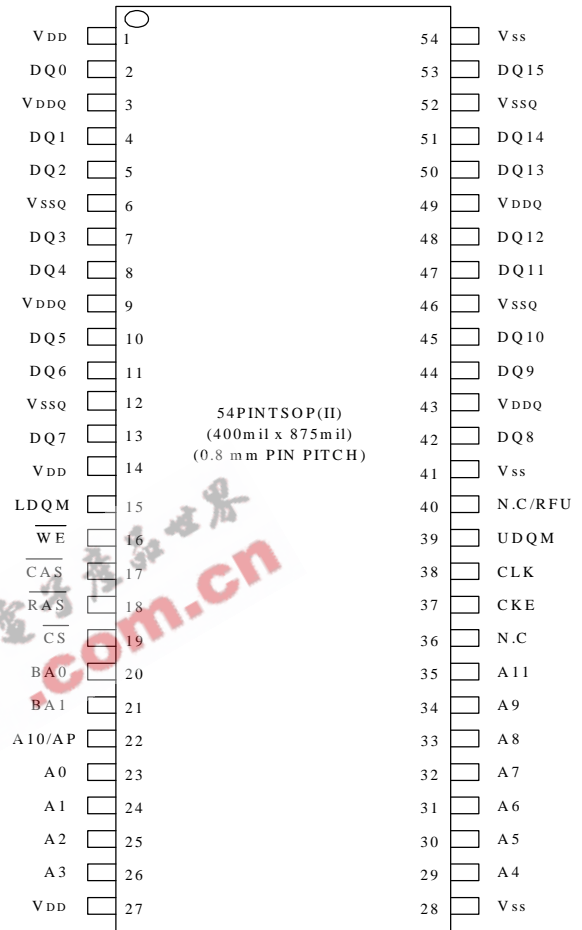 VDD 1 54 Vss
DQ0 2 53 DQ15
VDDQ 3 52 VSSQ
DQ1 4 51 DQ14
DQ2 5 50 DQ13
VSSQ 6 49 VDDQ
DQ3 7 48 DQ12
DQ4 8 47 DQ11
VDDQ 9 46 VSSQ
DQ5 10 45 DQ10
DQ6 11 44 DQ9
VSSQ 12 43 VDDQ
DQ7 13 42 DQ8
VDD 14 41 Vss
LDQM 15 40 N.C/RFU
WE 16 39 UDQM
CAS 17 38 CLK
RAS 18 37 CKE
CS 19 36 N.C
BA0 20 35 A11
BA1 21 34 A9
A10/AP 22 33 A8
A0 23 32 A7
A1 24 31 A6
A2 25 30 A5
A3 26 29 A4
VDD 27 28 Vss
54PINTSOP(II)
(400mil x 875mil)
(0.8 mm PIN PITCH)
子产品世界
.com.cn